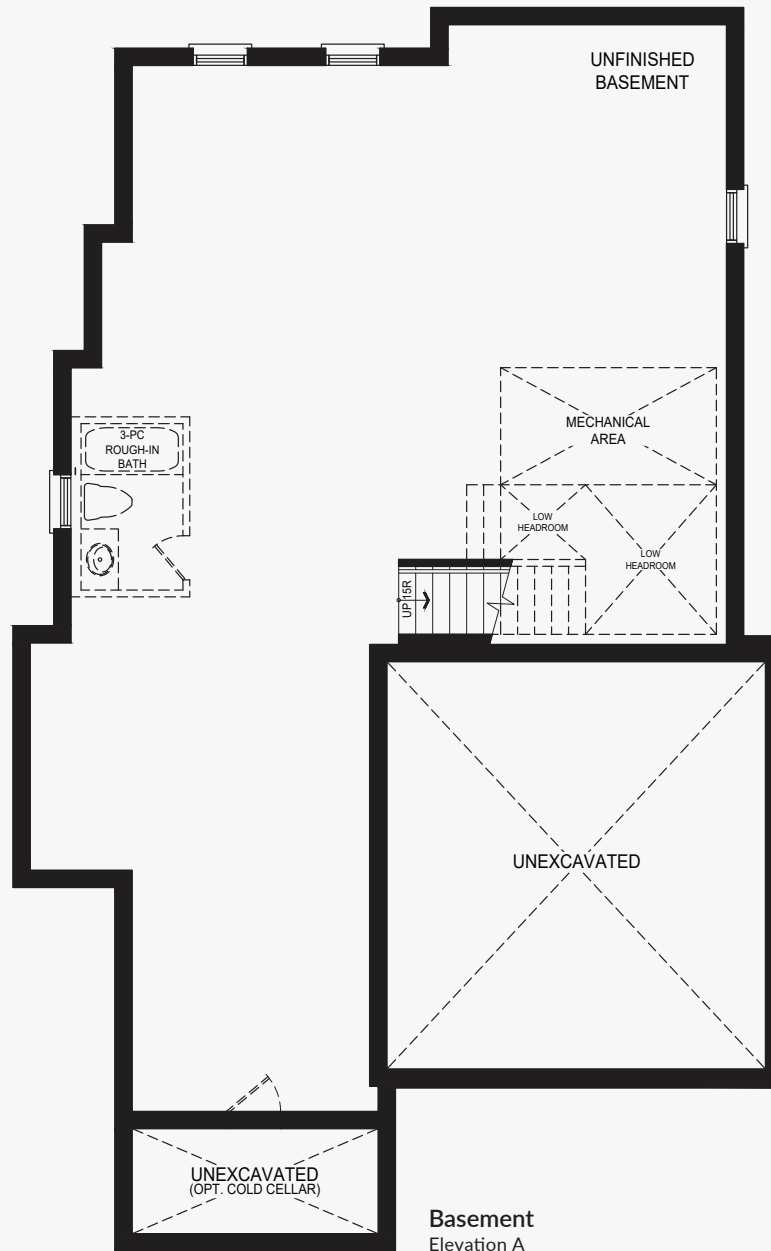 UNFINISHED
BASEMENT
3-PC
ROUGH-IN
BATH
MECHANICAL
AREA
LOW
HEADROOM
LOW
HEADROOM
UP 15R
UNEXCAVATED
UNEXCAVATED
(OPT. COLD CELLAR)
Basement
Elevation A